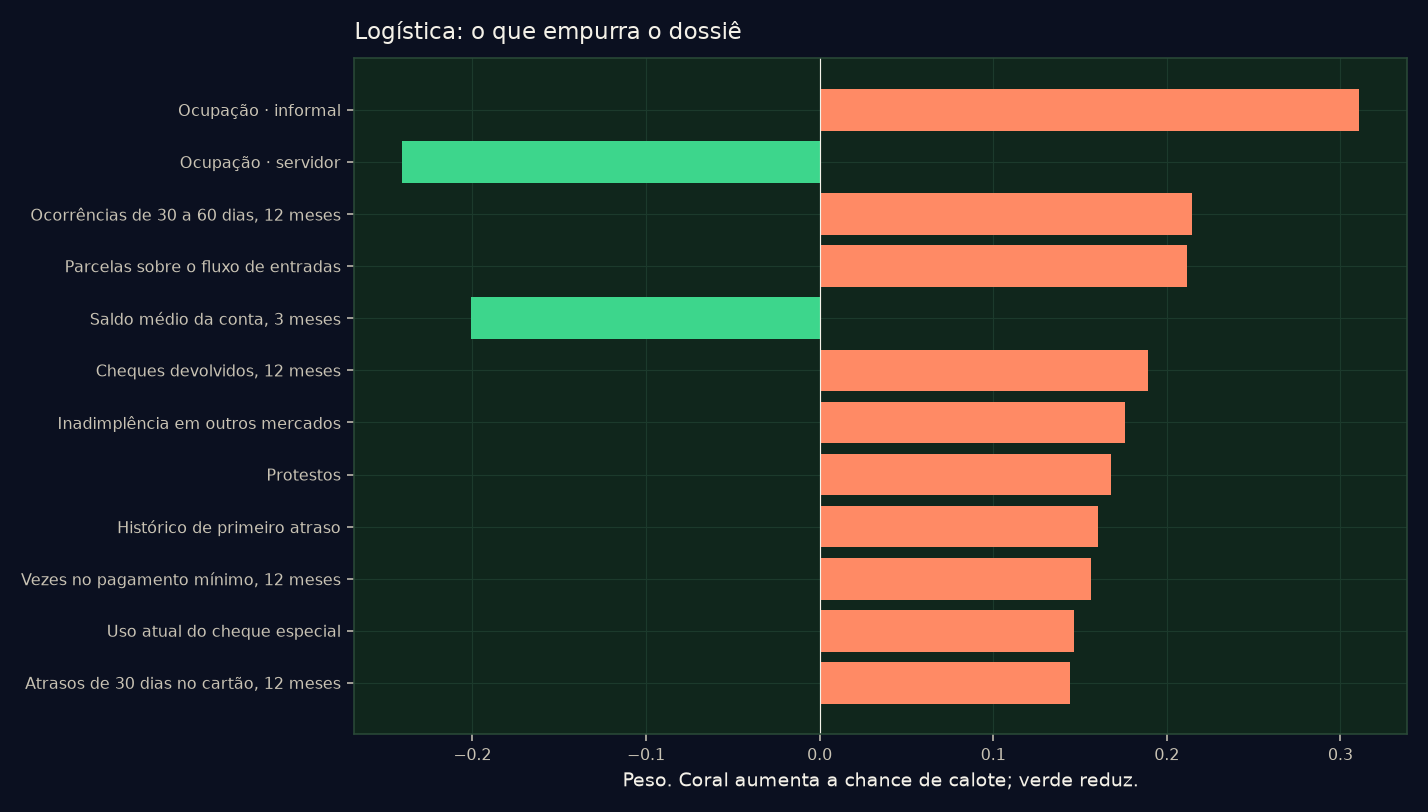 Logística: o que empurra o dossiê
Ocupação · informal
Ocupação · servidor
Ocorrências de 30 a 60 dias, 12 meses
Parcelas sobre o fluxo de entradas
Saldo médio da conta, 3 meses
Cheques devolvidos, 12 meses
Inadimplência em outros mercados
Protestos
Histórico de primeiro atraso
Vezes no pagamento mínimo, 12 meses
Uso atual do cheque especial
Atrasos de 30 dias no cartão, 12 meses
−0.2 −0.1 0.0 0.1 0.2 0.3
Peso. Coral aumenta a chance de calote; verde reduz.